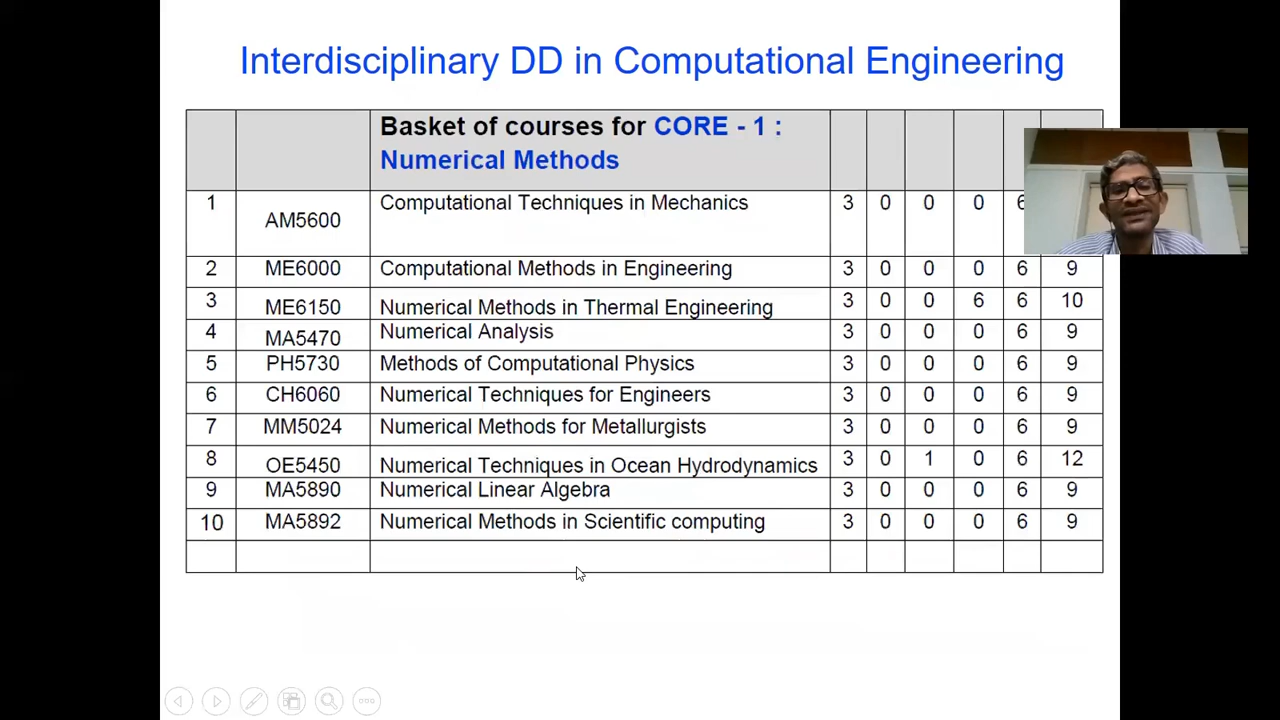 Interdisciplinary DD in Computational Engineering
Basket of courses for CORE - 1 :
Numerical Methods
1 AM5600 Computational Techniques in Mechanics 3 0 0 0 6
2 ME6000 Computational Methods in Engineering 3 0 0 0 6 9
3 ME6150 Numerical Methods in Thermal Engineering 3 0 0 6 6 10
4 MA5470 Numerical Analysis 3 0 0 0 6 9
5 PH5730 Methods of Computational Physics 3 0 0 0 6 9
6 CH6060 Numerical Techniques for Engineers 3 0 0 0 6 9
7 MM5024 Numerical Methods for Metallurgists 3 0 0 0 6 9
8 OE5450 Numerical Techniques in Ocean Hydrodynamics 3 0 1 0 6 12
9 MA5890 Numerical Linear Algebra 3 0 0 0 6 9
10 MA5892 Numerical Methods in Scientific computing 3 0 0 0 6 9